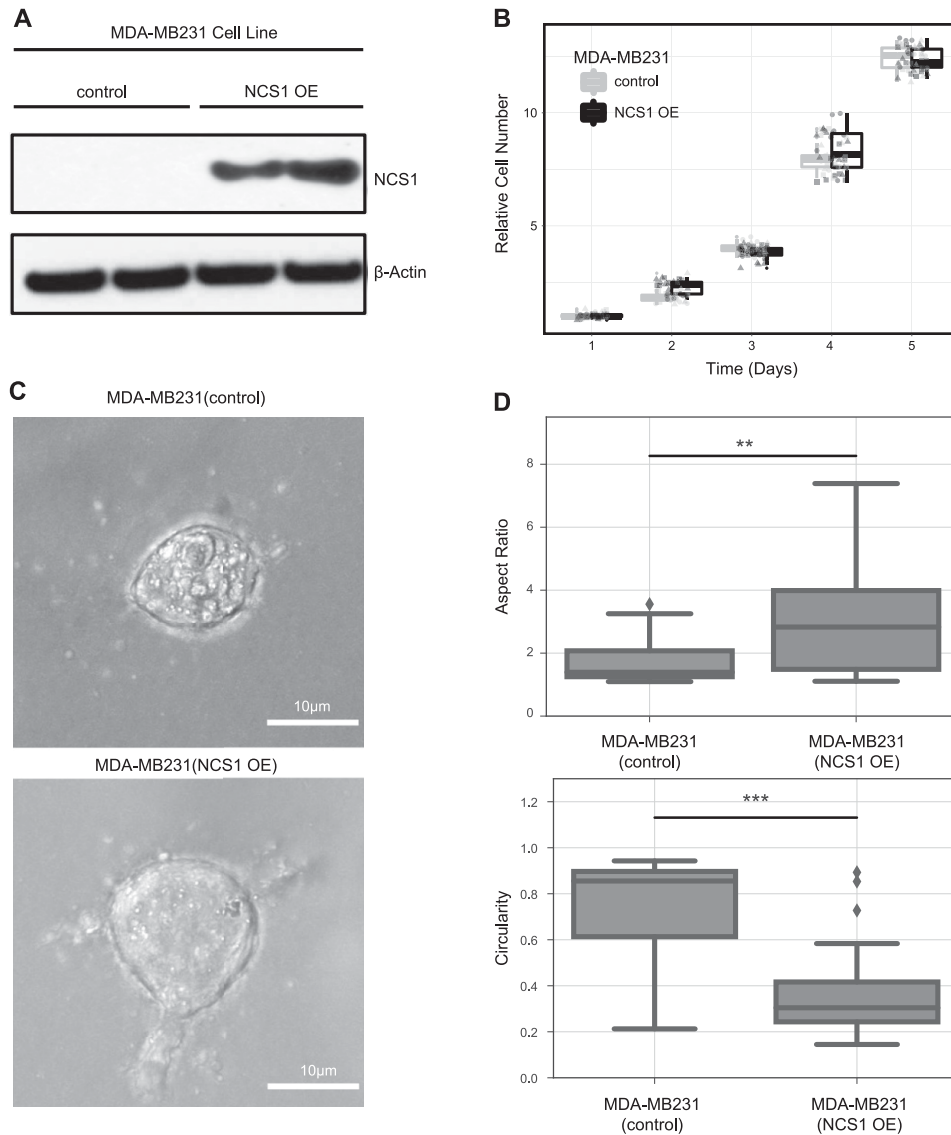 A
MDA-MB231 Cell Line
control
NCS1 OE
NCS1
β-Actin
B
MDA-MB231
control
NCS1 OE
Relative Cell Number
10
5
1
2
3
4
5
Time (Days)
C
MDA-MB231(control)
10μm
MDA-MB231(NCS1 OE)
10μm
D
**
8
6
4
2
0
Aspect Ratio
MDA-MB231
(control)
MDA-MB231
(NCS1 OE)
***
1.2
1.0
0.8
0.6
0.4
0.2
0.0
Circularity
MDA-MB231
(control)
MDA-MB231
(NCS1 OE)